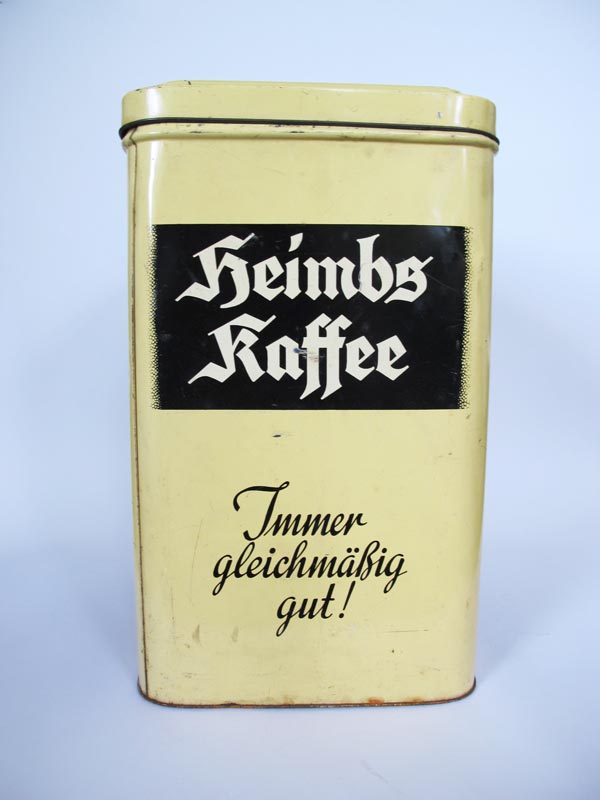 Heimbs
Kaffee
Immer
gleichmäßig
gut!